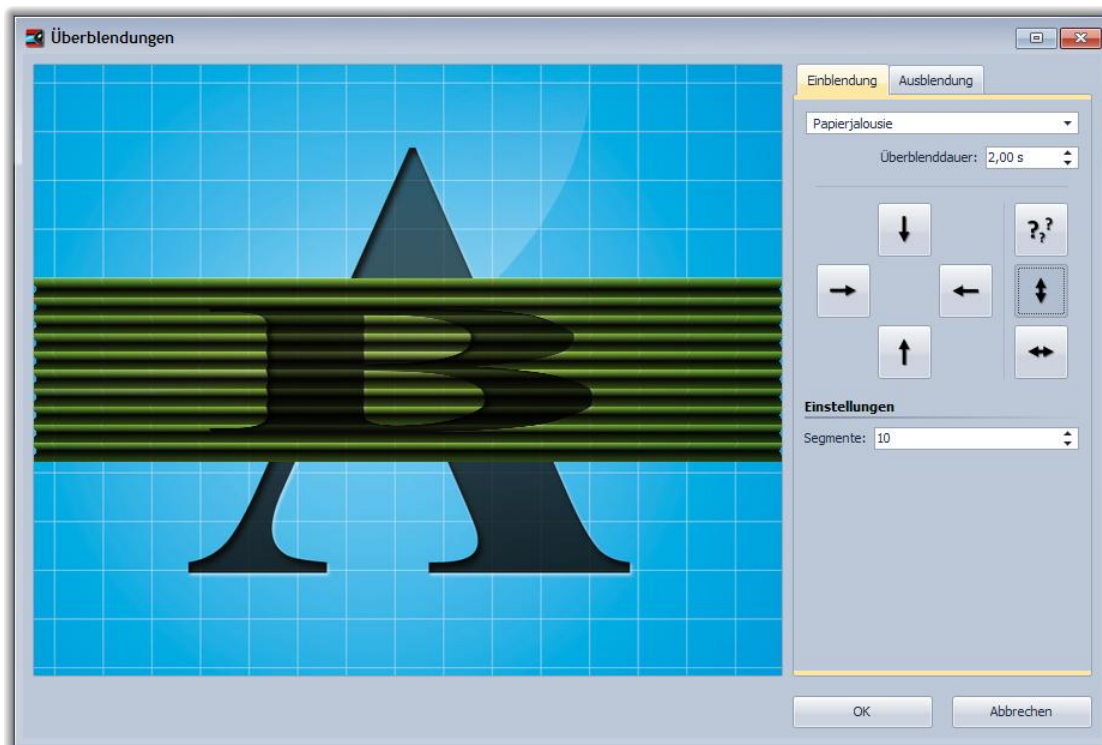 Überblendungen
A
B
Einblendung
Ausblendung
Papierjalousie
Überblenddauer: 2,00 s
?? ?
Einstellungen
Segmente: 10
OK
Abbrechen